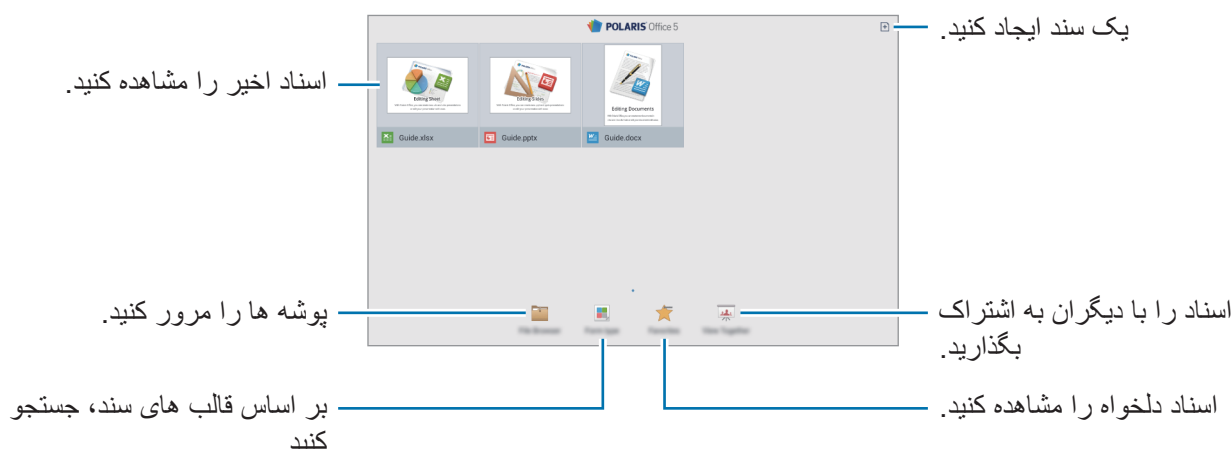 POLARIS Office 5
یک سند ایجاد کنید.
اسناد اخیر را مشاهده کنید.
Editing Sheet
Editing Slides
Editing Documents
Guide.xlsx
Guide.pptx
Guide.docx
پوشه ها را مرور کنید.
اسناد را با دیگران به اشتراک
بگذارید.
File Browser
Form type
Favorites
View Together
بر اساس قالب های سند، جستجو
کنید
اسناد دلخواه را مشاهده کنید.